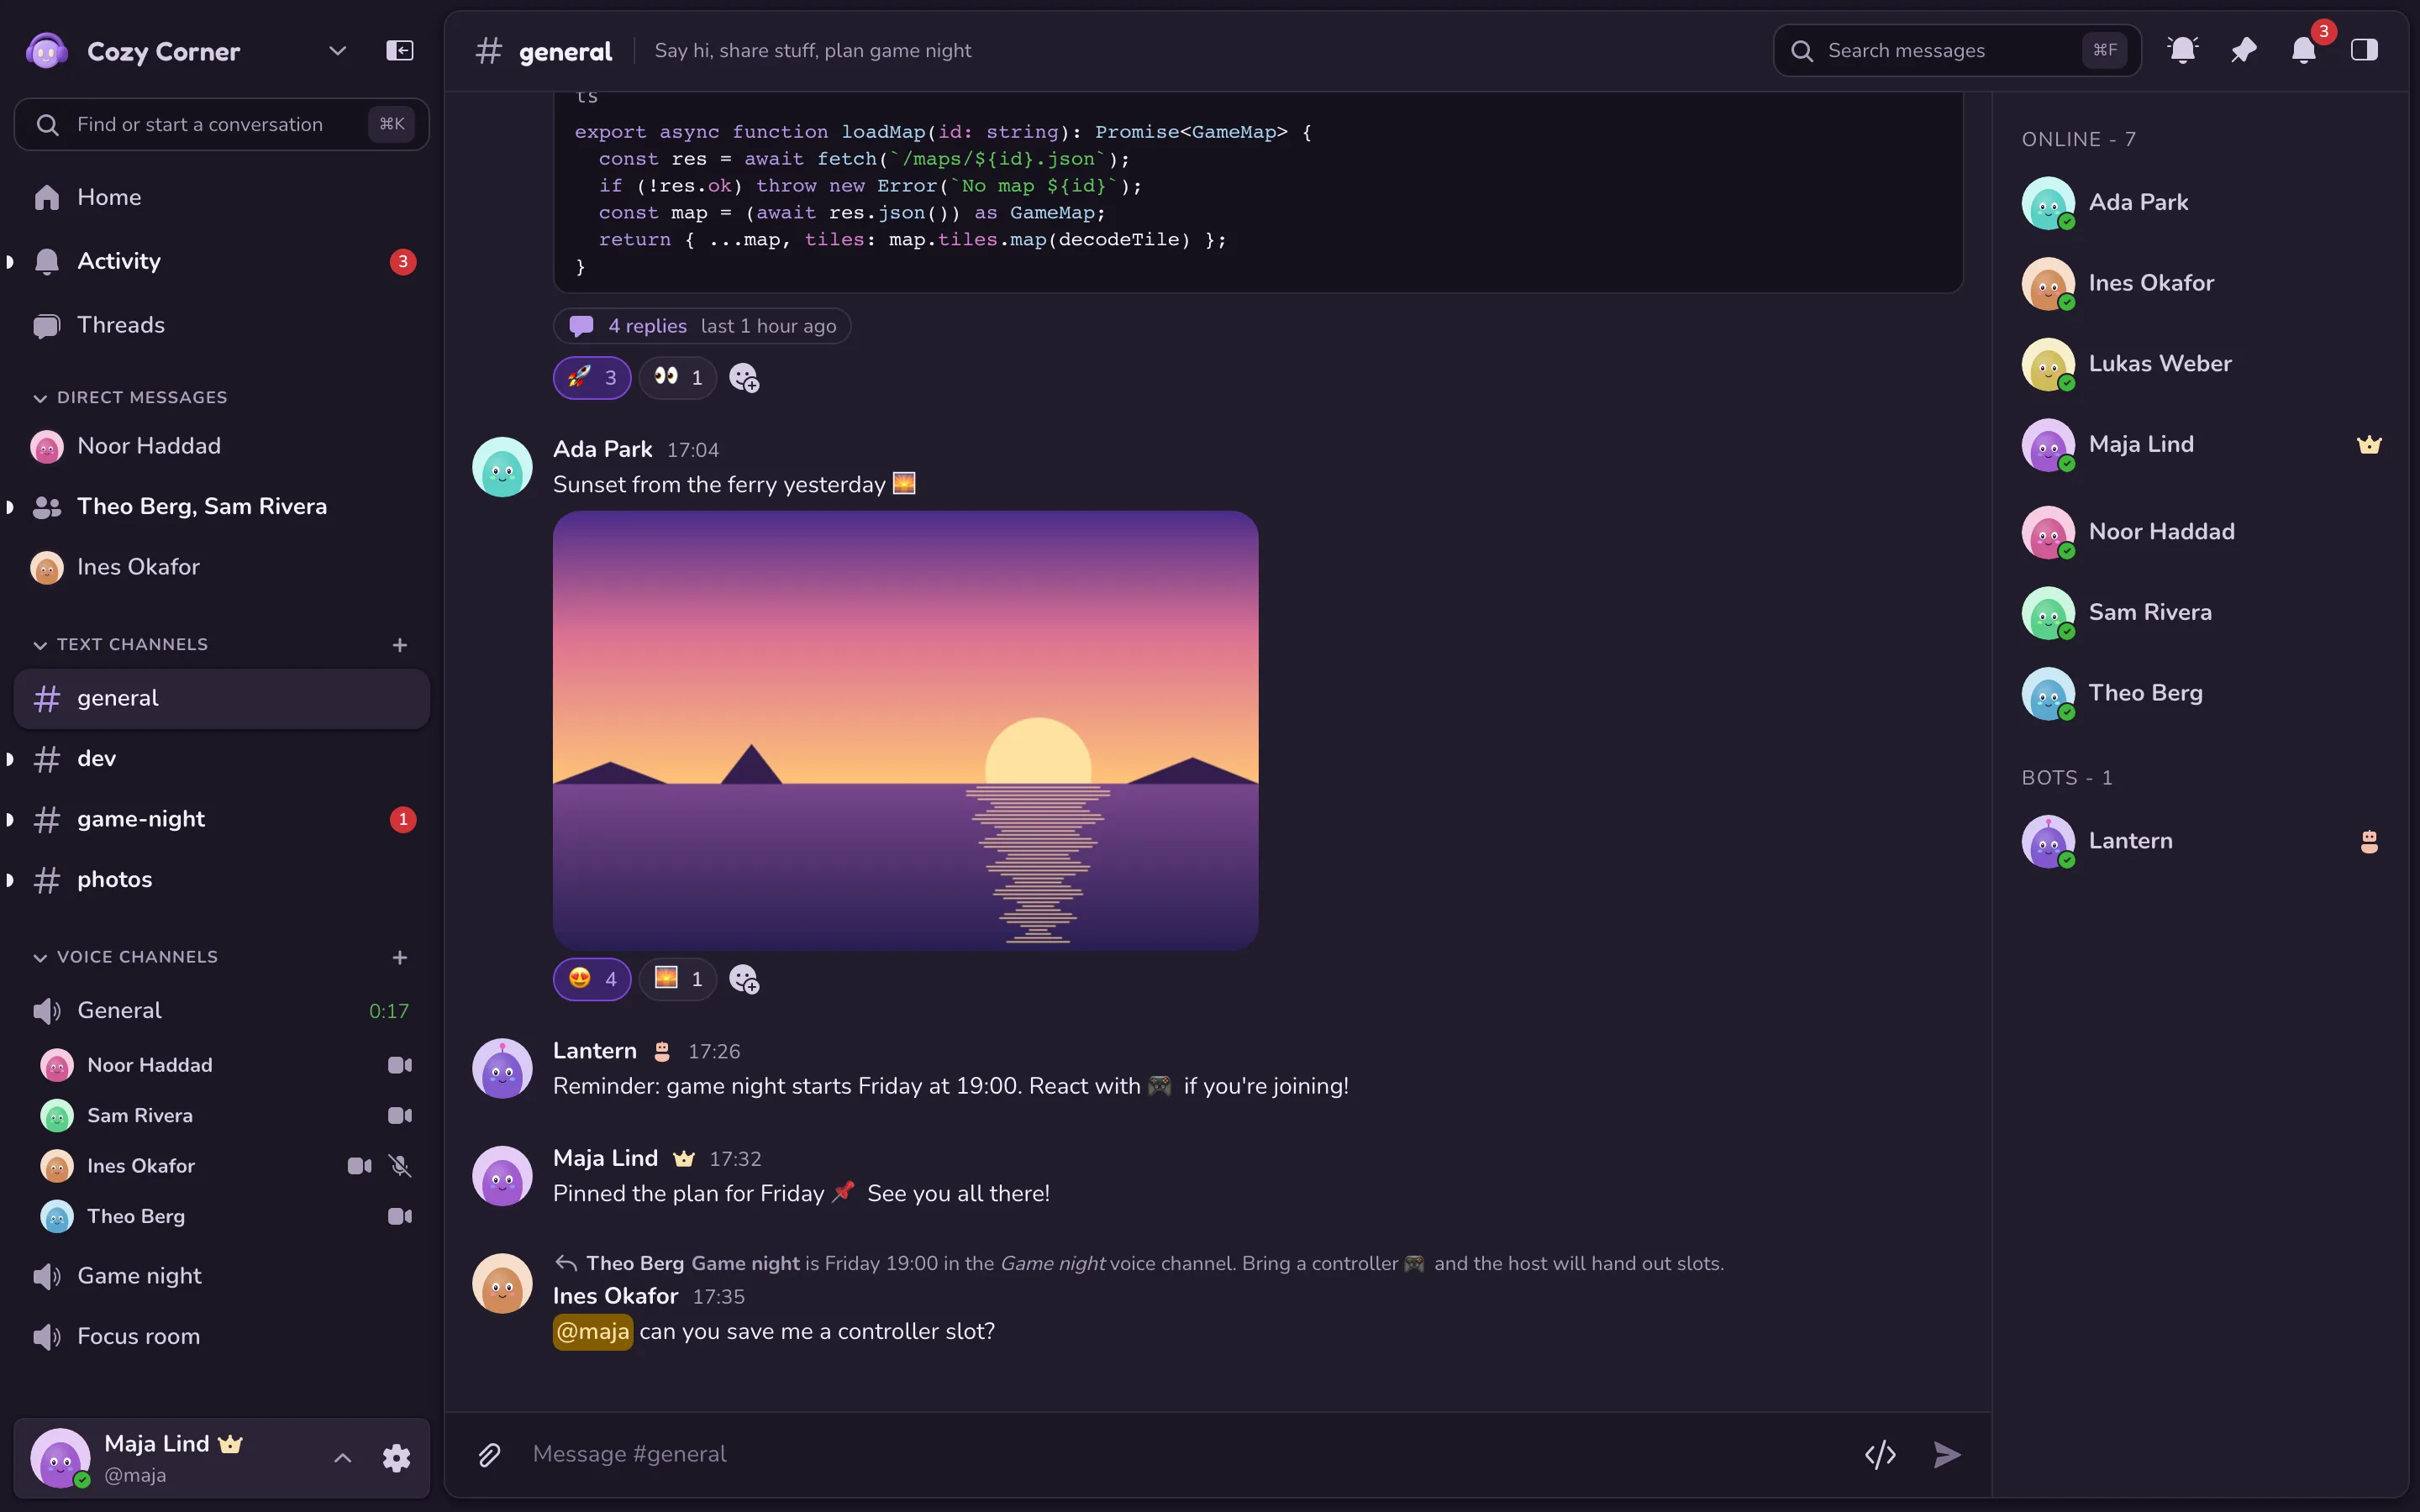 Cozy Corner
Find or start a conversation ⌘K
Home
Activity 3
Threads
DIRECT MESSAGES
Noor Haddad
Theo Berg, Sam Rivera
Ines Okafor
TEXT CHANNELS
general
dev
game-night 1
photos
VOICE CHANNELS
General 0:17
Noor Haddad
Sam Rivera
Ines Okafor
Theo Berg
Game night
Focus room
Maja Lind
@maja
# general Say hi, share stuff, plan game night
Search messages ⌘F
3
ts
export async function loadMap(id: string): Promise<GameMap> {
  const res = await fetch(`/maps/${id}.json`);
  if (!res.ok) throw new Error(`No map ${id}`);
  const map = (await res.json()) as GameMap;
  return { ...map, tiles: map.tiles.map(decodeTile) };
}
4 replies last 1 hour ago
🚀 3 👀 1
Ada Park 17:04
Sunset from the ferry yesterday 🌅
😍 4 🌅 1
Lantern 17:26
Reminder: game night starts Friday at 19:00. React with 🎮 if you're joining!
Maja Lind 17:32
Pinned the plan for Friday 📌 See you all there!
Theo Berg Game night is Friday 19:00 in the Game night voice channel. Bring a controller 🎮 and the host will hand out slots.
Ines Okafor 17:35
@maja can you save me a controller slot?
Message #general
ONLINE - 7
Ada Park
Ines Okafor
Lukas Weber
Maja Lind
Noor Haddad
Sam Rivera
Theo Berg
BOTS - 1
Lantern